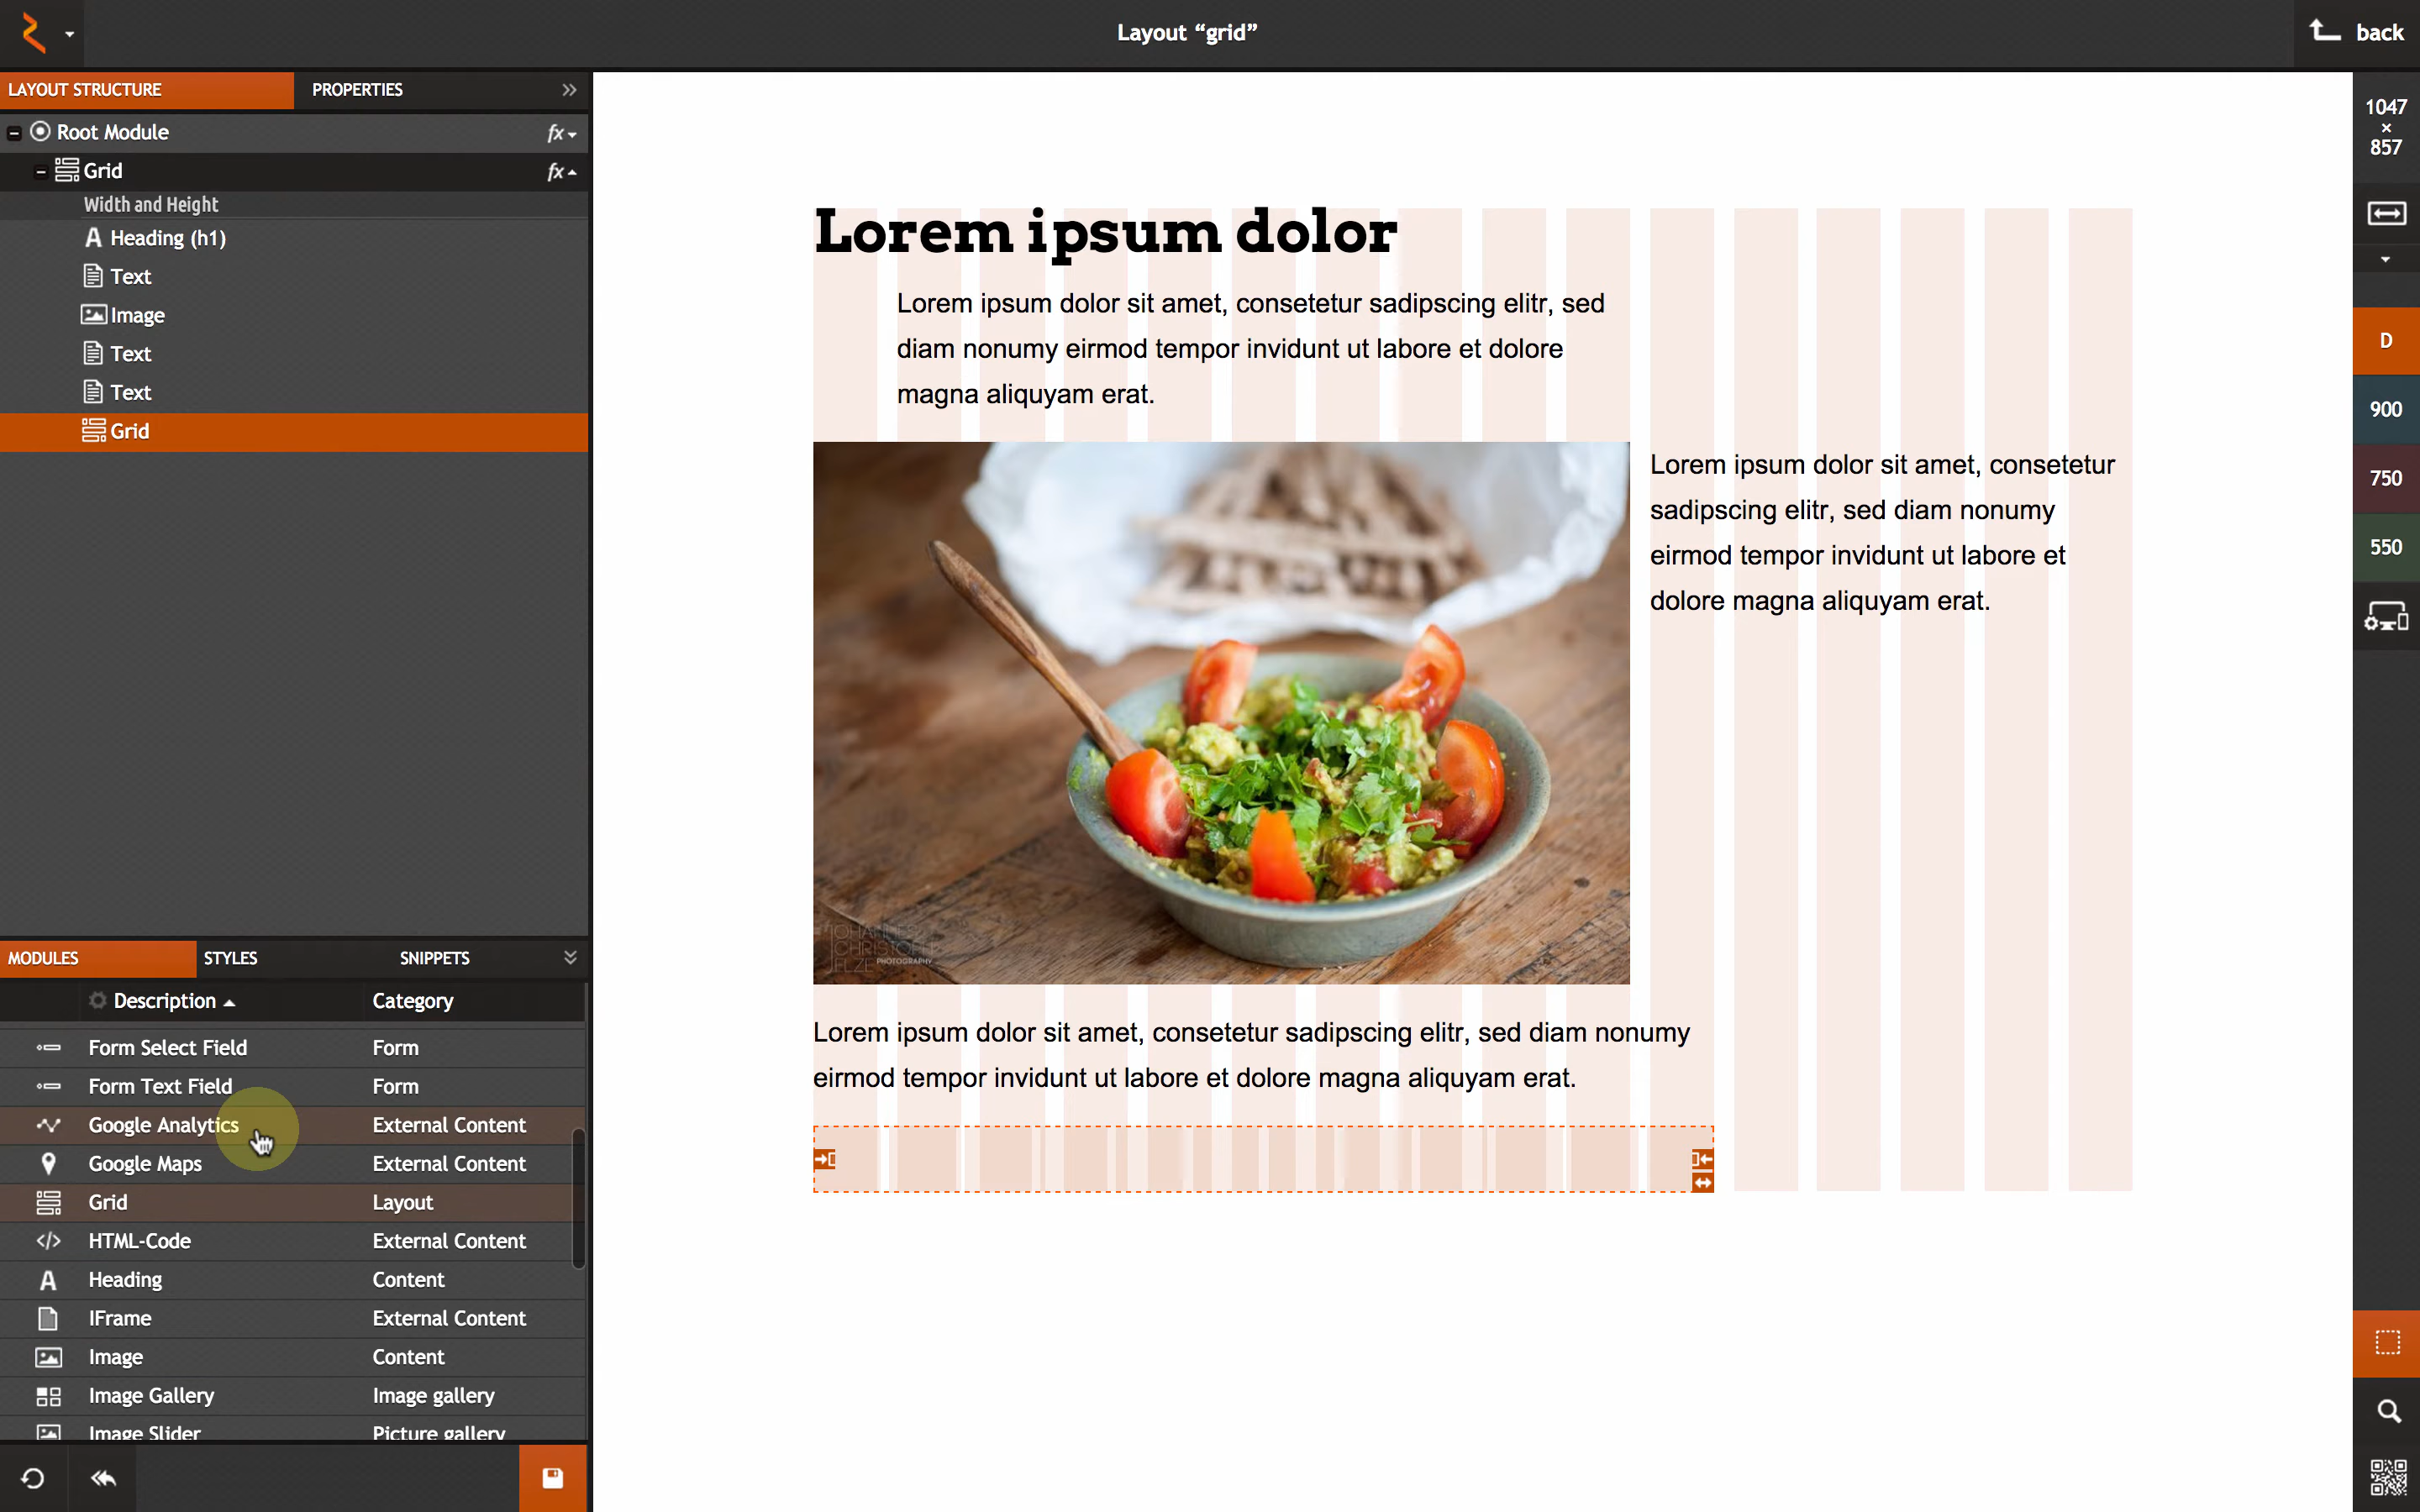 Layout “grid”
back
LAYOUT STRUCTURE
PROPERTIES
Root Module
fx
Grid
fx
Width and Height
A Heading (h1)
Text
Image
Text
Text
Grid
MODULES
STYLES
SNIPPETS
Description
Category
Form Select Field
Form
Form Text Field
Form
Google Analytics
External Content
Google Maps
External Content
Grid
Layout
HTML-Code
External Content
A Heading
Content
IFrame
External Content
Image
Content
Image Gallery
Image gallery
Image Slider
Picture gallery
Lorem ipsum dolor
Lorem ipsum dolor sit amet, consetetur sadipscing elitr, sed
diam nonumy eirmod tempor invidunt ut labore et dolore
magna aliquyam erat.
Lorem ipsum dolor sit amet, consetetur
sadipscing elitr, sed diam nonumy
eirmod tempor invidunt ut labore et
dolore magna aliquyam erat.
PHOTOGRAPHY
Lorem ipsum dolor sit amet, consetetur sadipscing elitr, sed diam nonumy
eirmod tempor invidunt ut labore et dolore magna aliquyam erat.
1047
×
857
D
900
750
550